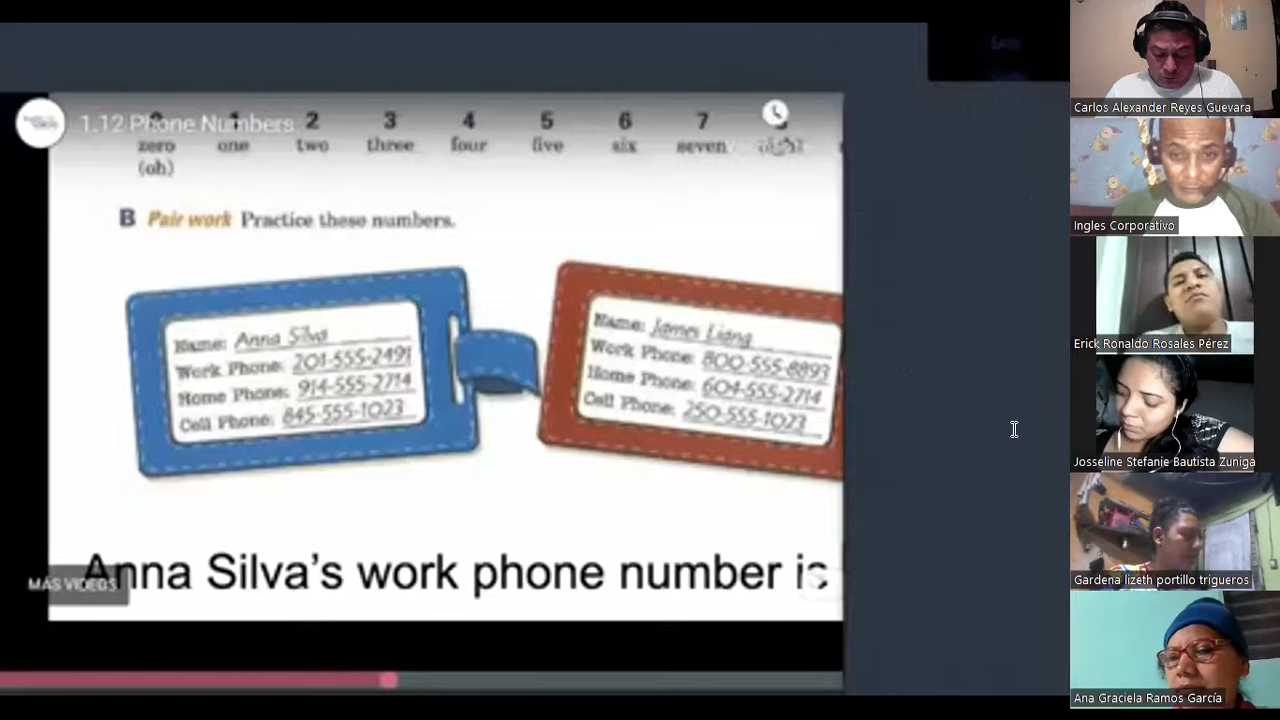 1.12 Phone Numbers
0 1 2 3 4 5 6 7
zero one two three four five six seven eight
(oh)
B Pair work Practice these numbers.
Name: Anna Silva
Work Phone: 201-555-2491
Home Phone: 914-555-2714
Cell Phone: 845-555-1023
Name: James Liang
Work Phone: 800-555-8893
Home Phone: 604-555-2714
Cell Phone: 250-555-1023
Anna Silva's work phone number is
MÁS VIDEOS
Carlos Alexander Reyes Guevara
Ingles Corporativo
Erick Ronaldo Rosales Pérez
Josseline Stefanie Bautista Zuniga
Gardena lizeth portillo trigueros
Ana Graciela Ramos García